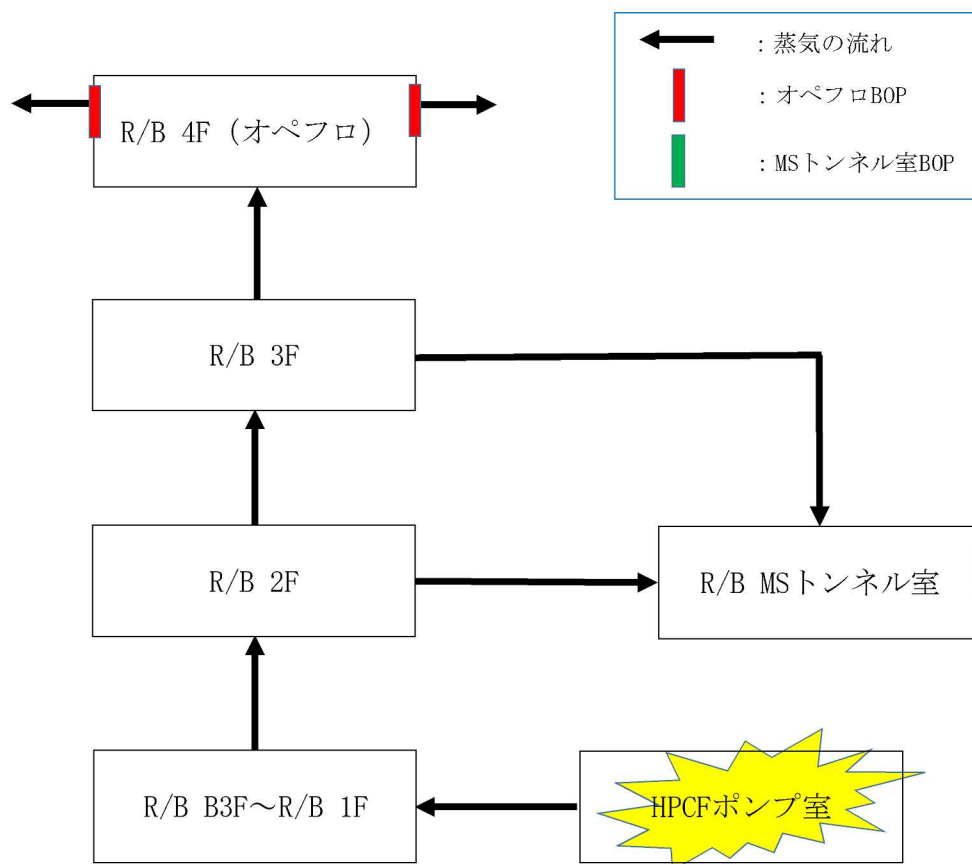 ：蒸気の流れ
：オペフロBOP
：MSトンネル室BOP
R/B 4F (オペフロ)
R/B 3F
R/B 2F
R/B MSトンネル室
R/B B3F～R/B 1F
HPCFポンプ室